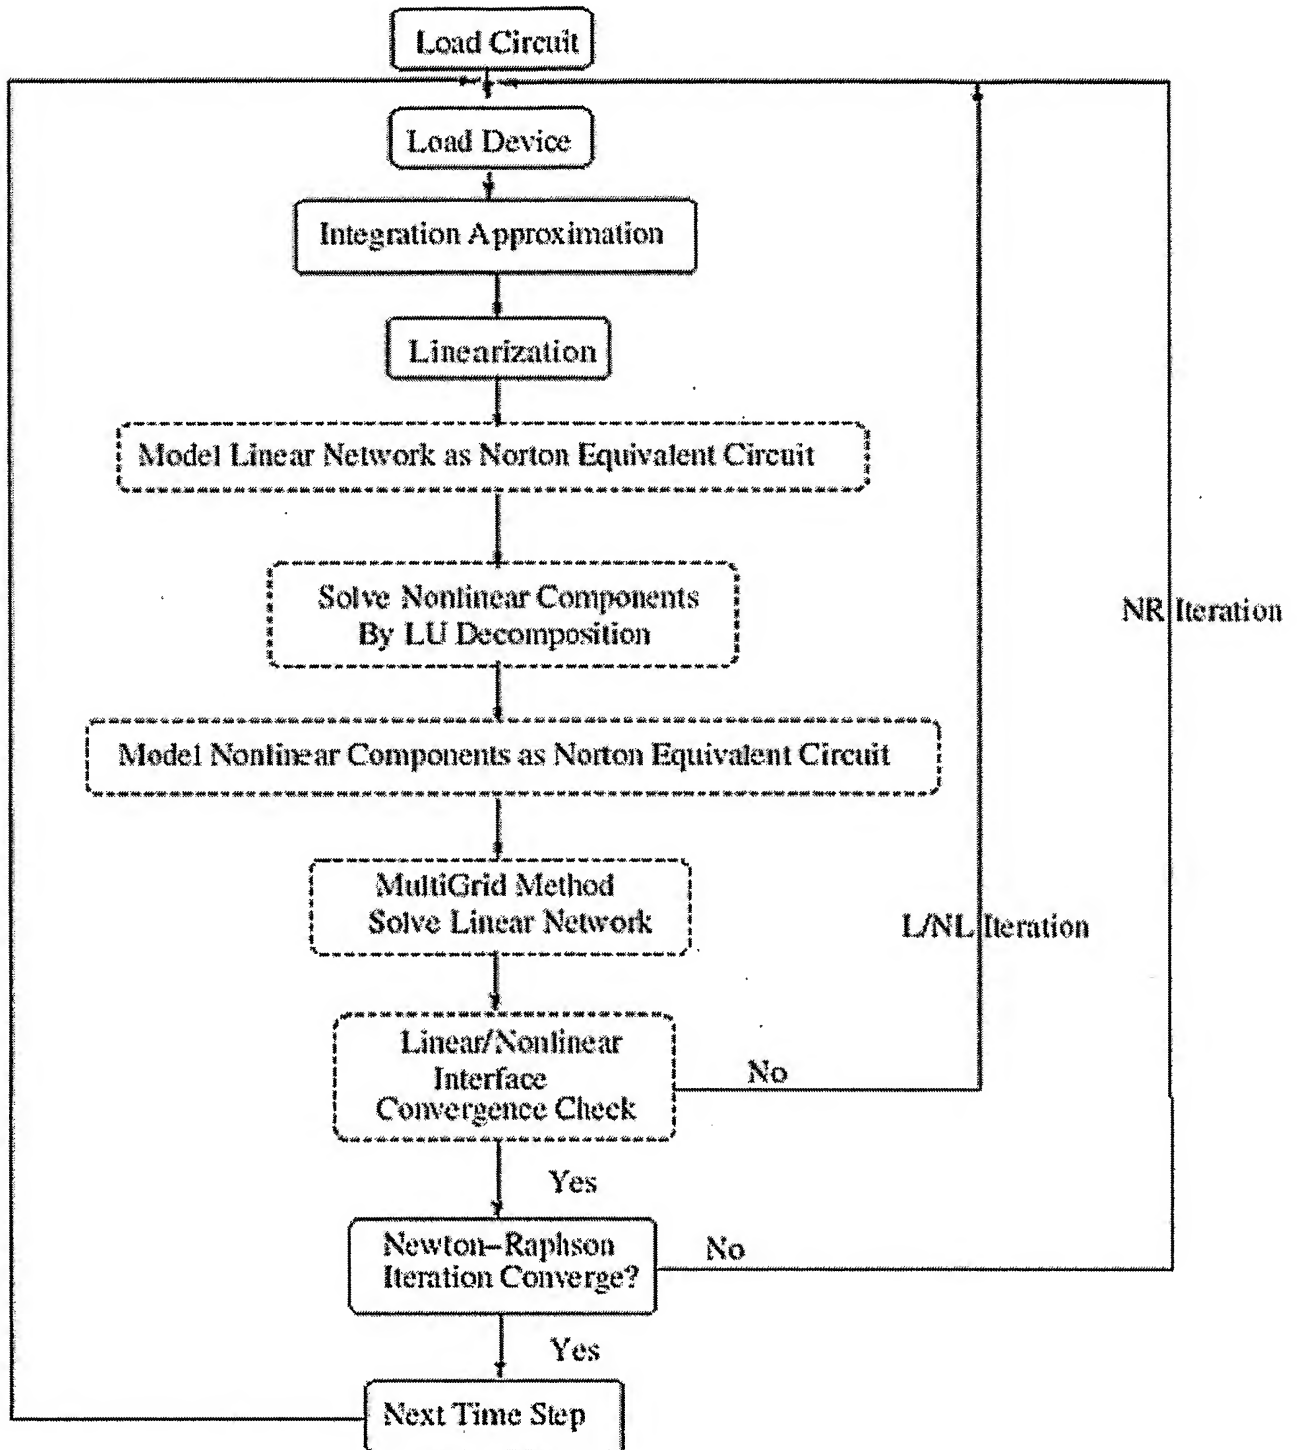 Load Circuit
Load Device
Integration Approximation
Linearization
Model Linear Network as Norton Equivalent Circuit
Solve Nonlinear Components
By LU Decomposition
NR Iteration
Model Nonlinear Components as Norton Equivalent Circuit
MultiGrid Method
Solve Linear Network
L/NL Iteration
Linear/Nonlinear
Interface
Convergence Check
No
Yes
Newton–Raphson
Iteration Converge?
No
Yes
Next Time Step